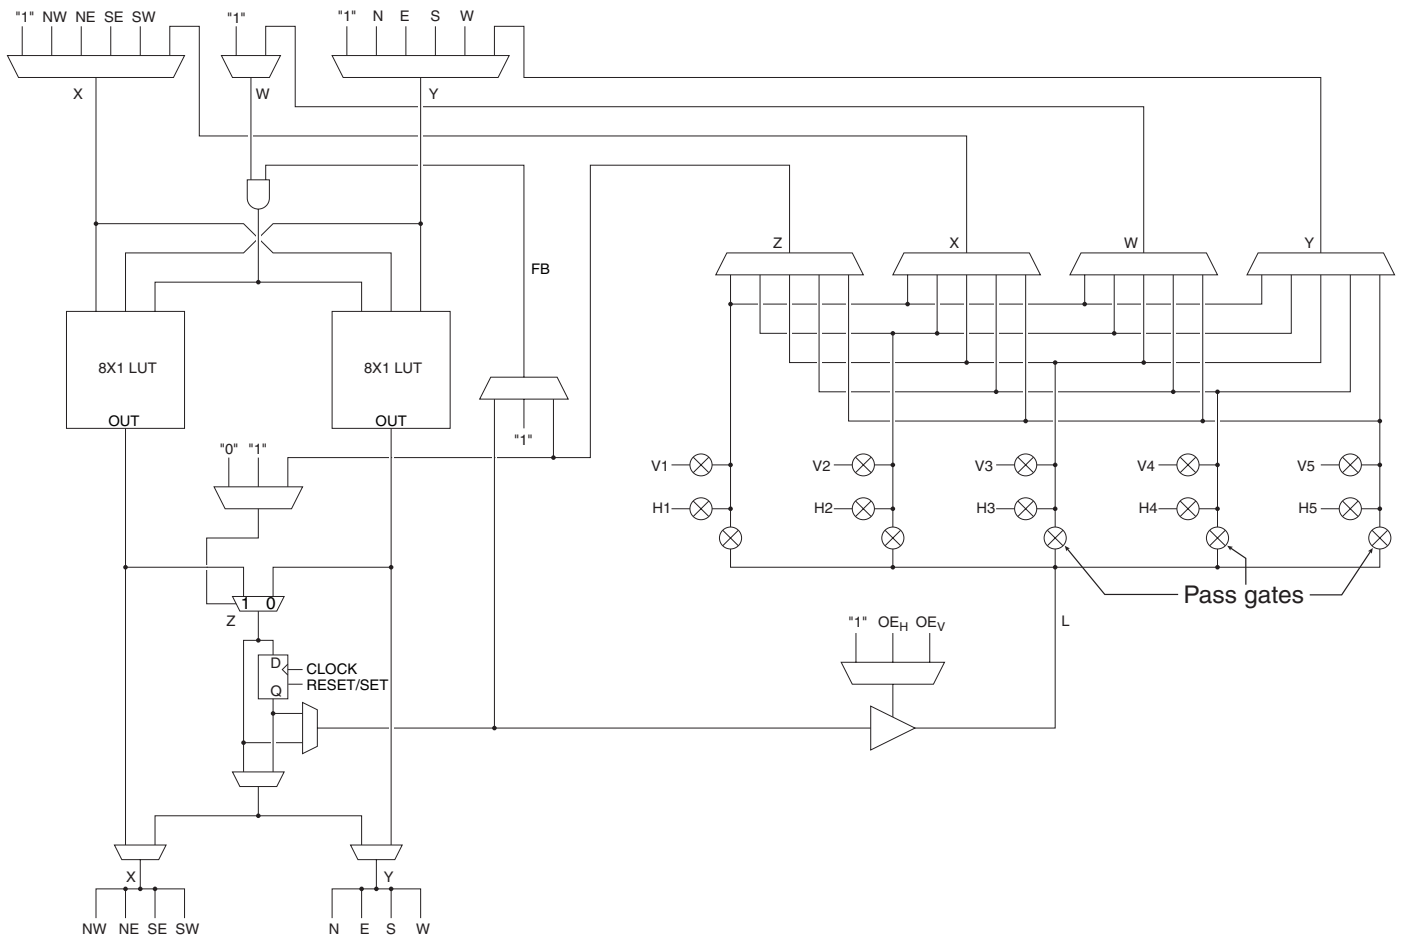 "1" NW NE SE SW
"1"
"1" N E S W
X
W
Y
Z
X
W
Y
FB
8X1 LUT
8X1 LUT
OUT
OUT
"1"
"0" "1"
V1
V2
V3
V4
V5
H1
H2
H3
H4
H5
1 0
Pass gates
Z
"1" OEH OEV
L
D
CLOCK
RESET/SET
Q
X
Y
NW NE SE SW
N E S W